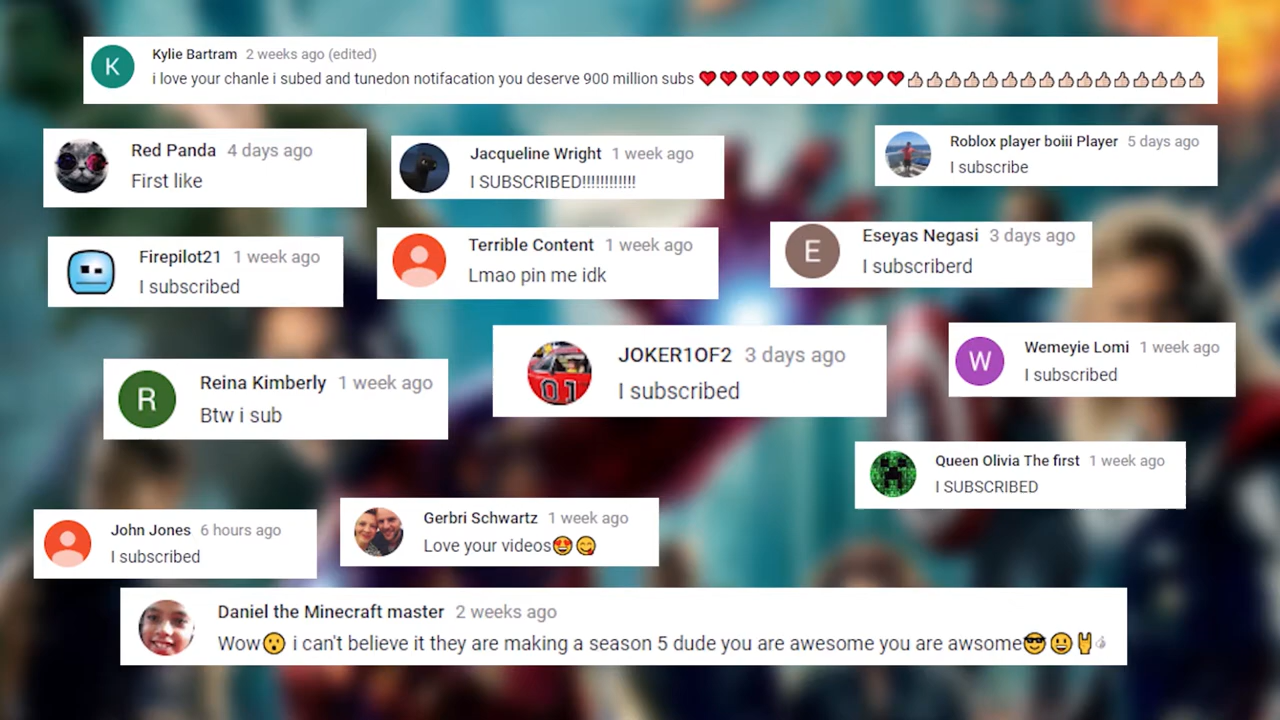 K
Kylie Bartram 2 weeks ago (edited)
i love your chanle i subed and tunedon notifacation you deserve 900 million subs ❤❤❤❤❤❤❤❤❤❤👍🏻👍🏻👍🏻👍🏻👍🏻👍🏻👍🏻👍🏻👍🏻👍🏻👍🏻👍🏻👍🏻👍🏻👍🏻👍🏻
Red Panda 4 days ago
First like
Jacqueline Wright 1 week ago
I SUBSCRIBED!!!!!!!!!!!!
Roblox player boiii Player 5 days ago
I subscribe
Firepilot21 1 week ago
I subscribed
Terrible Content 1 week ago
Lmao pin me idk
E
Eseyas Negasi 3 days ago
I subscriberd
R
Reina Kimberly 1 week ago
Btw i sub
01
JOKER1OF2 3 days ago
I subscribed
W
Wemeyie Lomi 1 week ago
I subscribed
Queen Olivia The first 1 week ago
I SUBSCRIBED
John Jones 6 hours ago
I subscribed
Gerbri Schwartz 1 week ago
Love your videos😍😋
Daniel the Minecraft master 2 weeks ago
Wow😮 i can't believe it they are making a season 5 dude you are awesome you are awsome😎😀🤘💍